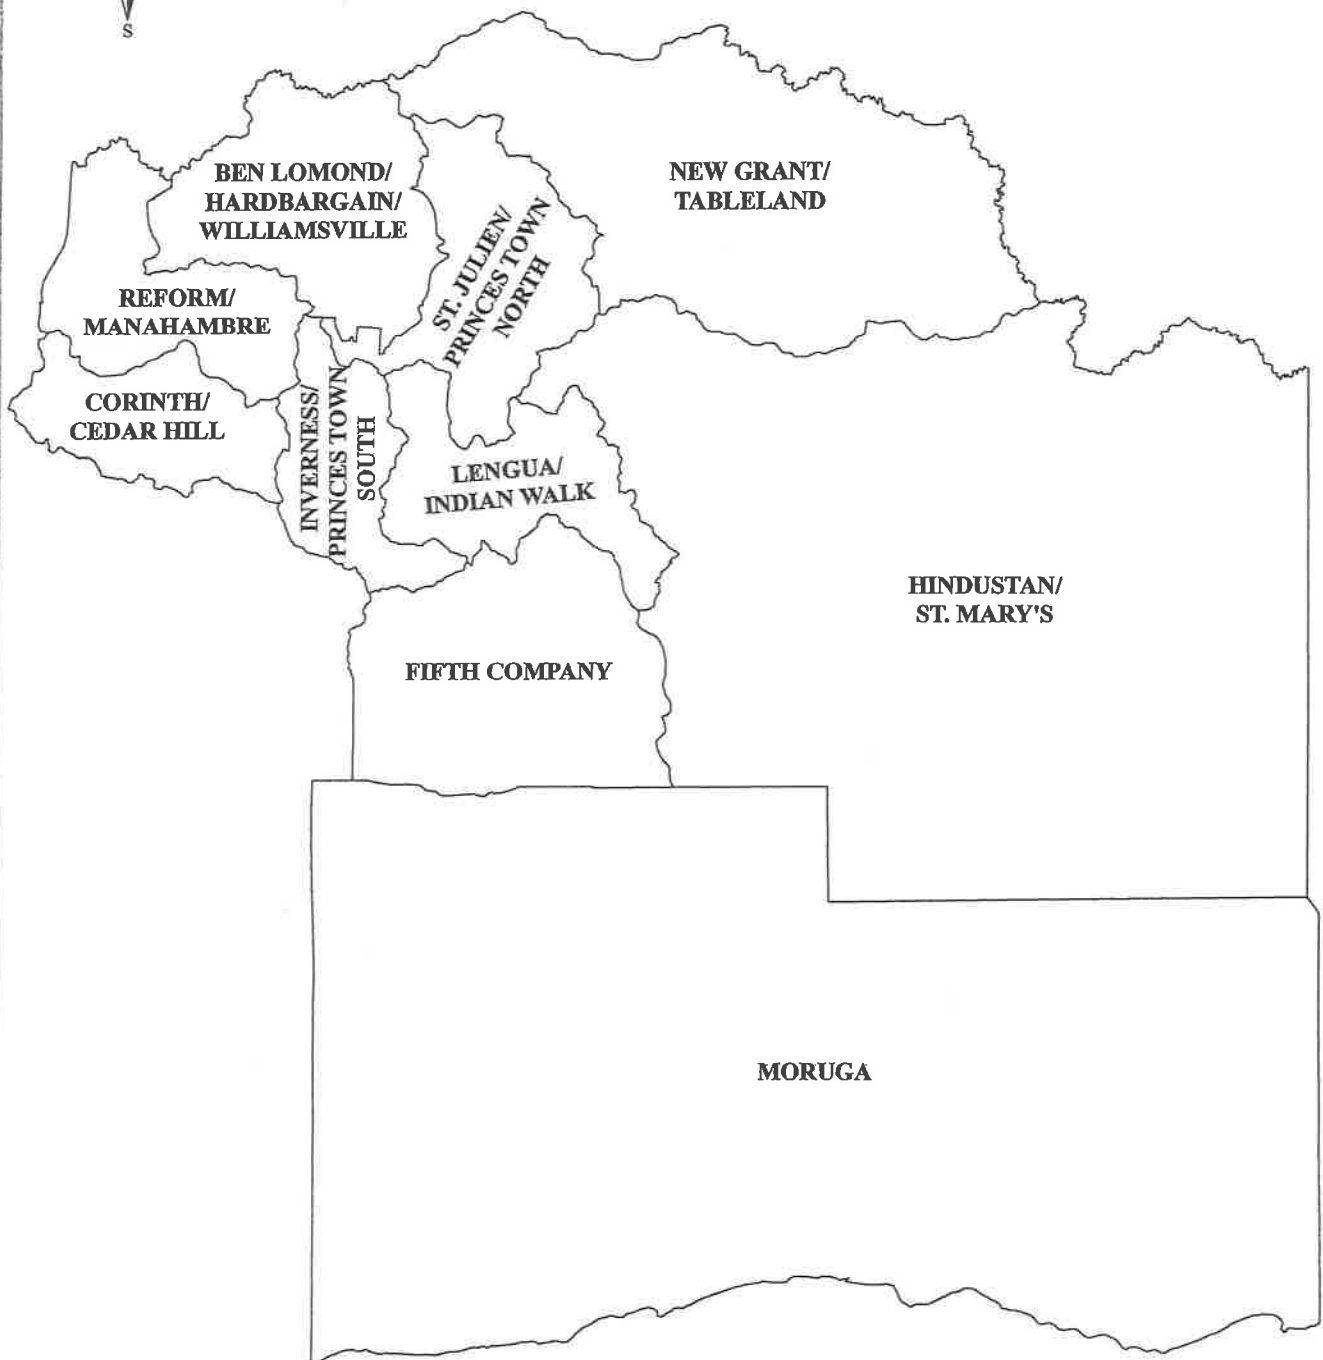 S
BEN LOMOND/
HARDBARGAIN/
WILLIAMSVILLE
NEW GRANT/
TABLELAND
ST. JULIEN/
PRINCES TOWN
NORTH
REFORM/
MANAHAMBRE
CORINTH/
CEDAR HILL
INVERNESS/
PRINCES TOWN
SOUTH
LENGUA/
INDIAN WALK
HINDUSTAN/
ST. MARY'S
FIFTH COMPANY
MORUGA